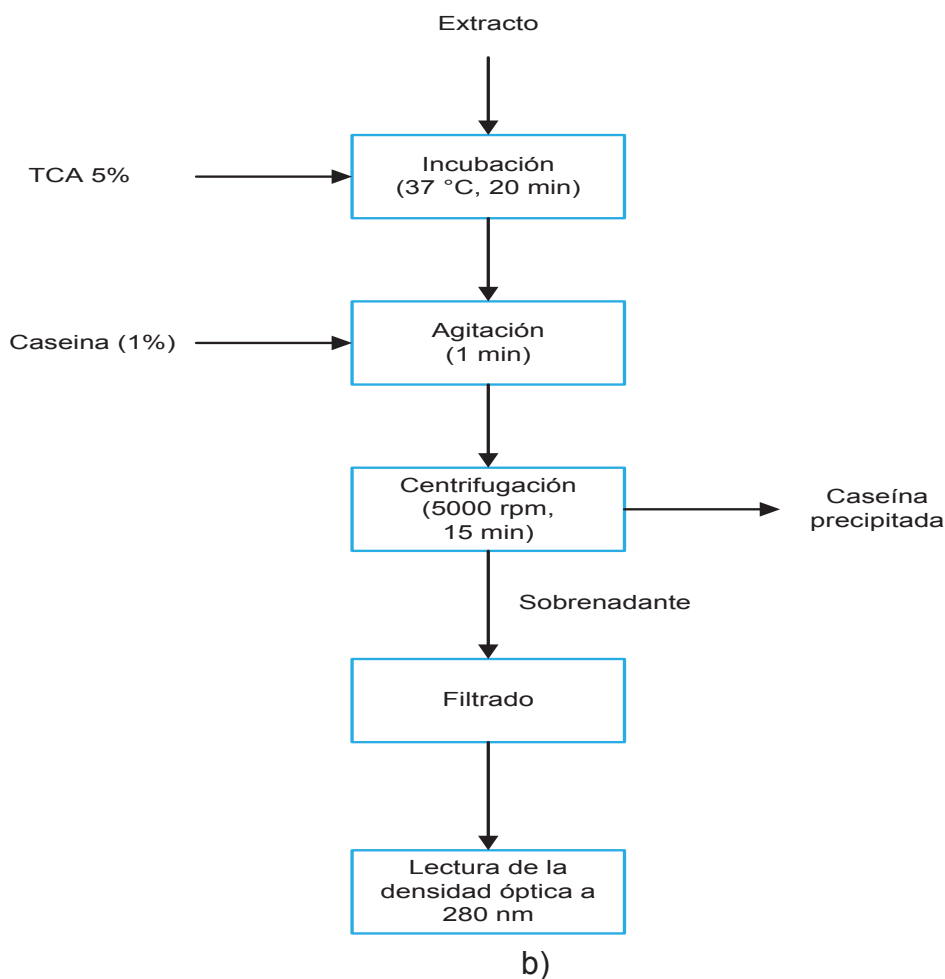 Extracto
TCA 5%
Incubación
(37 °C, 20 min)
Caseina (1%)
Agitación
(1 min)
Centrifugación
(5000 rpm,
15 min)
Caseína
precipitada
Sobrenadante
Filtrado
Lectura de la
densidad óptica a
280 nm
b)